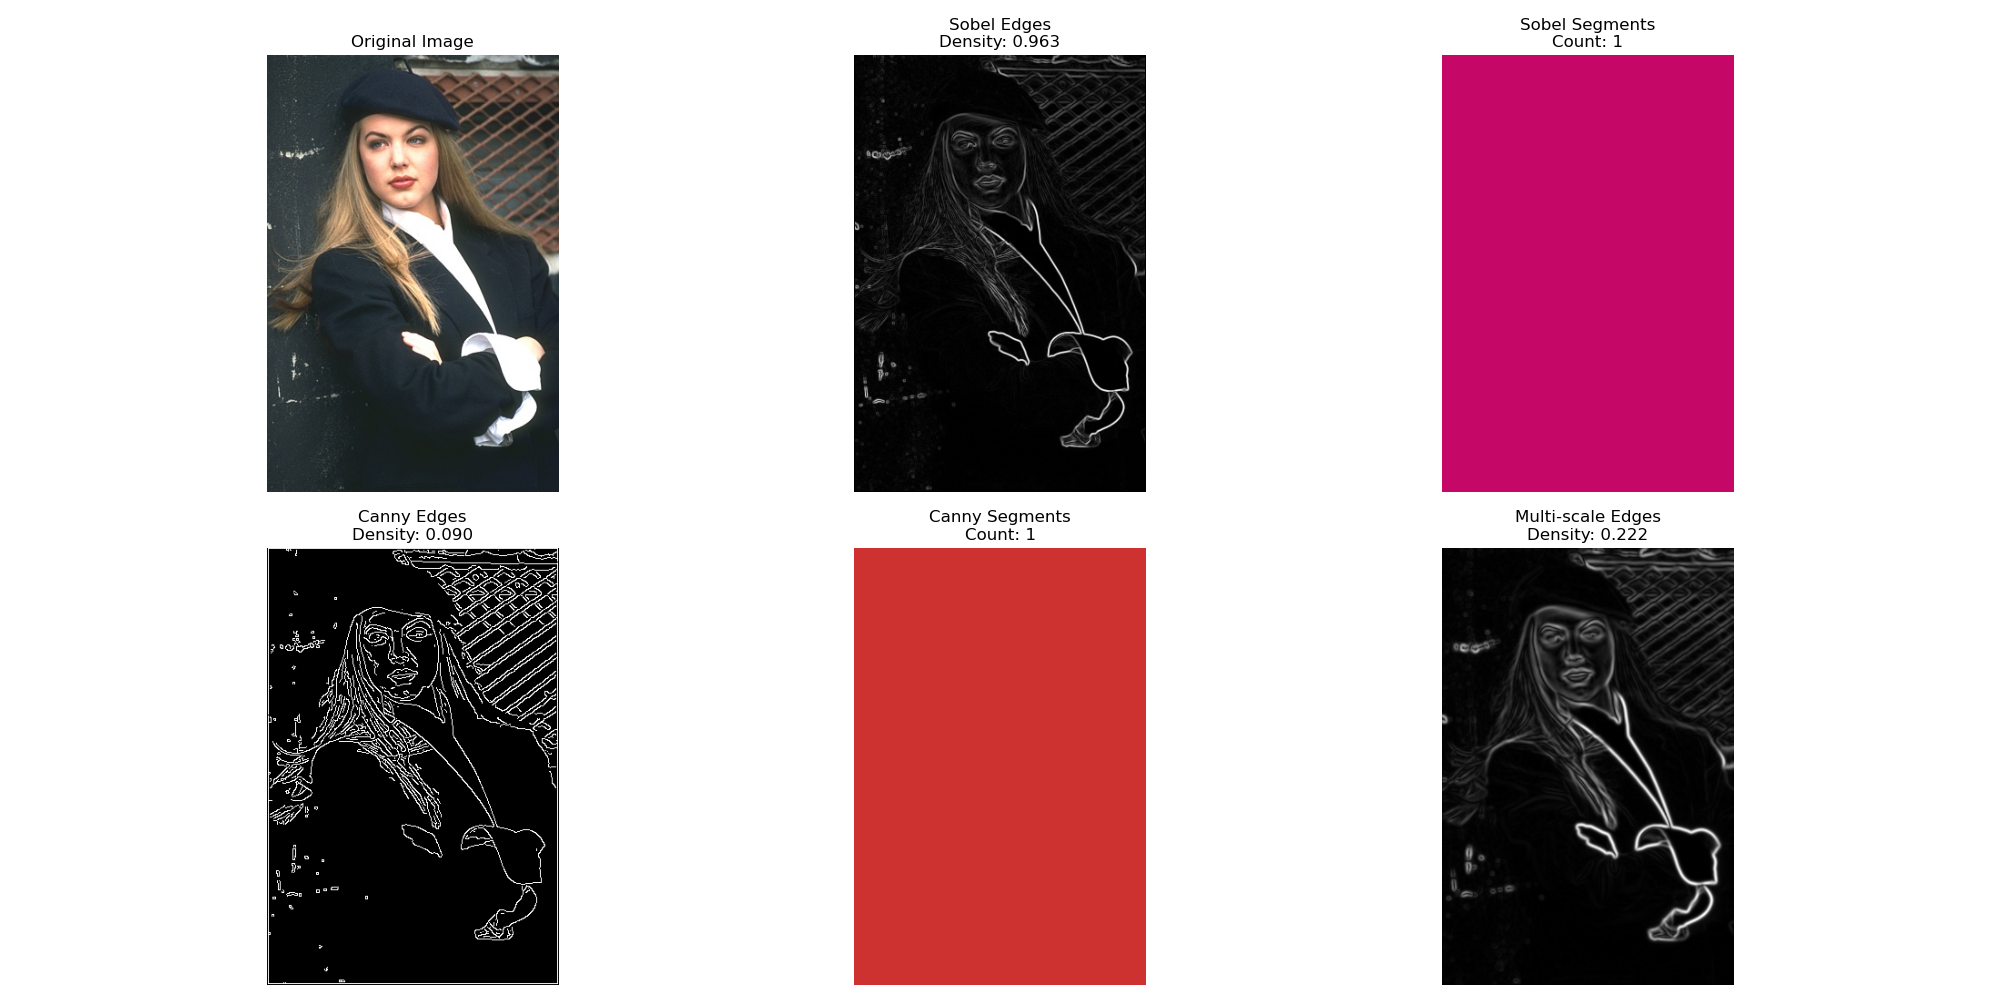 Original Image
Sobel Edges
Density: 0.963
Sobel Segments
Count: 1
Canny Edges
Density: 0.090
Canny Segments
Count: 1
Multi-scale Edges
Density: 0.222